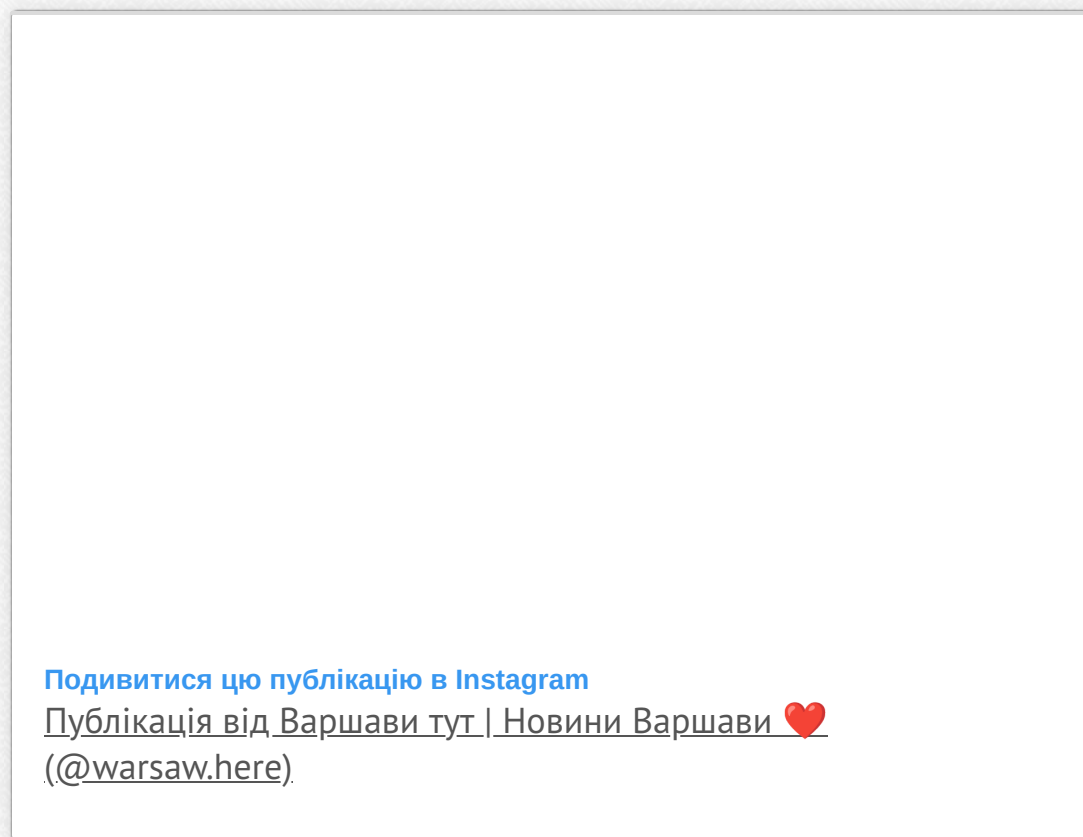 Подивитися цю публікацію в Instagram
Публікація від Варшави тут | Новини Варшави ❤️
(@warsaw.here)